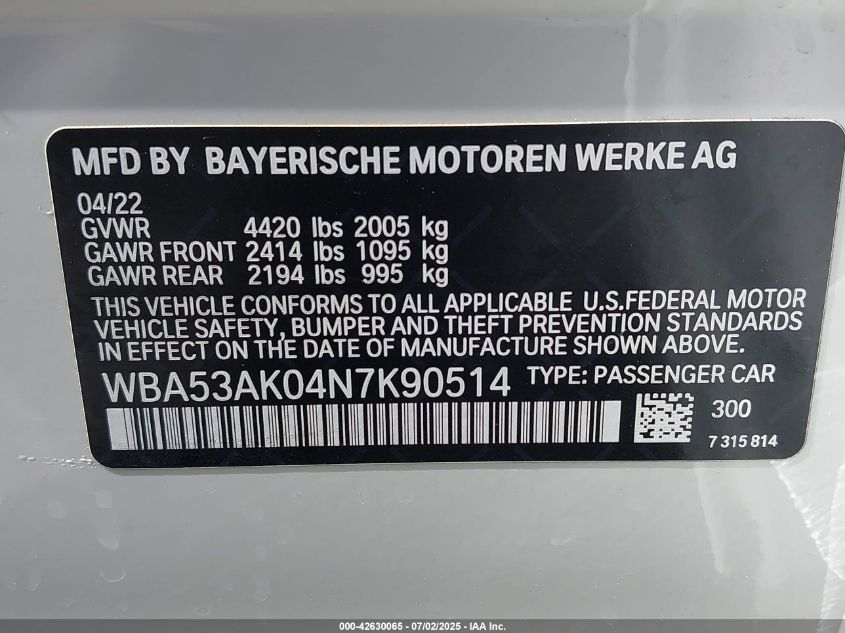 MFD BY BAYERISCHE MOTOREN WERKE AG
04/22
GVWR 4420 lbs 2005 kg
GAWR FRONT 2414 lbs 1095 kg
GAWR REAR 2194 lbs 995 kg
THIS VEHICLE CONFORMS TO ALL APPLICABLE U.S.FEDERAL MOTOR
VEHICLE SAFETY, BUMPER AND THEFT PREVENTION STANDARDS
IN EFFECT ON THE DATE OF MANUFACTURE SHOWN ABOVE.
WBA53AK04N7K90514 TYPE: PASSENGER CAR
300
7 315 814
000-42630065 - 07/02/2025 - IAA Inc.